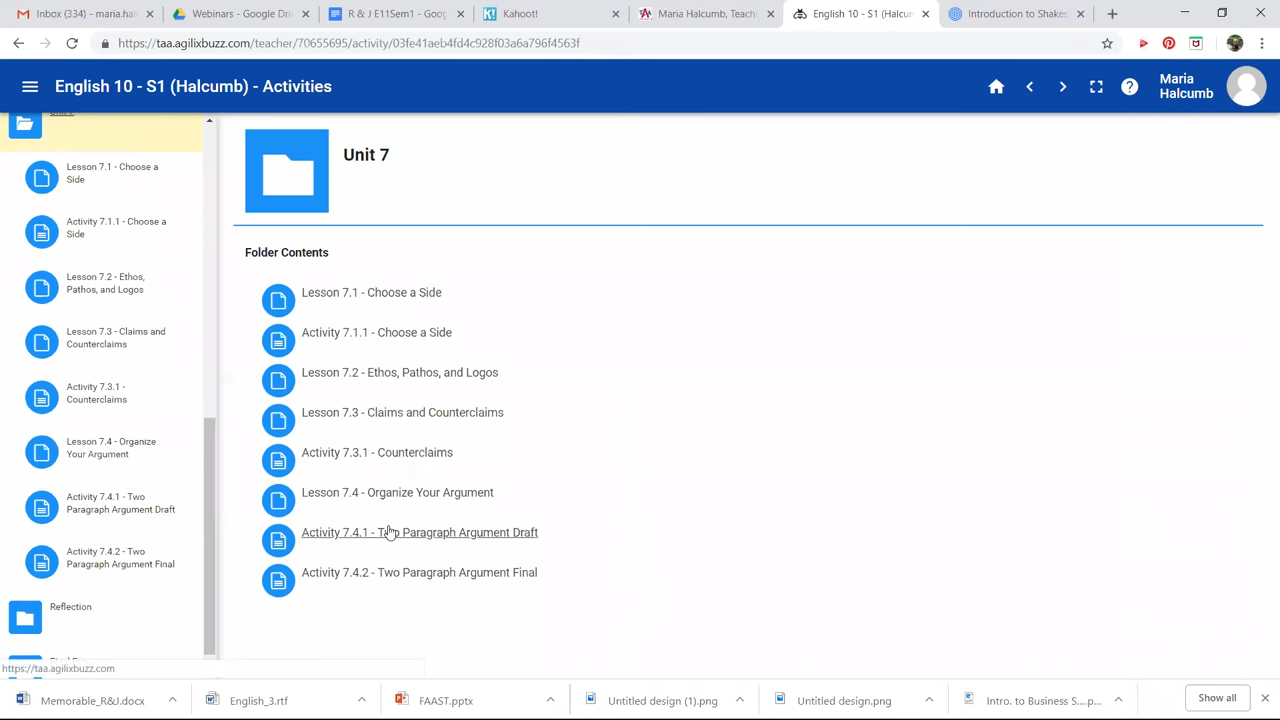 Inbox (334) - maria.hal
Webinars - Google Dri
R & J E11Sem1 - Goog
Kahoot!
Maria Halcumb, Teache
English 10 - S1 (Halcum
Introduction to Shakes
https://taa.agilixbuzz.com/teacher/70655695/activity/03fe41aeb4fd4c928f03a6a796f4563f
English 10 - S1 (Halcumb) - Activities
Maria
Halcumb
Lesson 7.1 - Choose a
Side
Activity 7.1.1 - Choose a
Side
Lesson 7.2 - Ethos,
Pathos, and Logos
Lesson 7.3 - Claims and
Counterclaims
Activity 7.3.1 -
Counterclaims
Lesson 7.4 - Organize
Your Argument
Activity 7.4.1 - Two
Paragraph Argument Draft
Activity 7.4.2 - Two
Paragraph Argument Final
Reflection
Unit 7
Folder Contents
Lesson 7.1 - Choose a Side
Activity 7.1.1 - Choose a Side
Lesson 7.2 - Ethos, Pathos, and Logos
Lesson 7.3 - Claims and Counterclaims
Activity 7.3.1 - Counterclaims
Lesson 7.4 - Organize Your Argument
Activity 7.4.1 - Two Paragraph Argument Draft
Activity 7.4.2 - Two Paragraph Argument Final
https://taa.agilixbuzz.com
Memorable_R&J.docx
English_3.rtf
FAAST.pptx
Untitled design (1).png
Untitled design.png
Intro. to Business S....p...
Show all